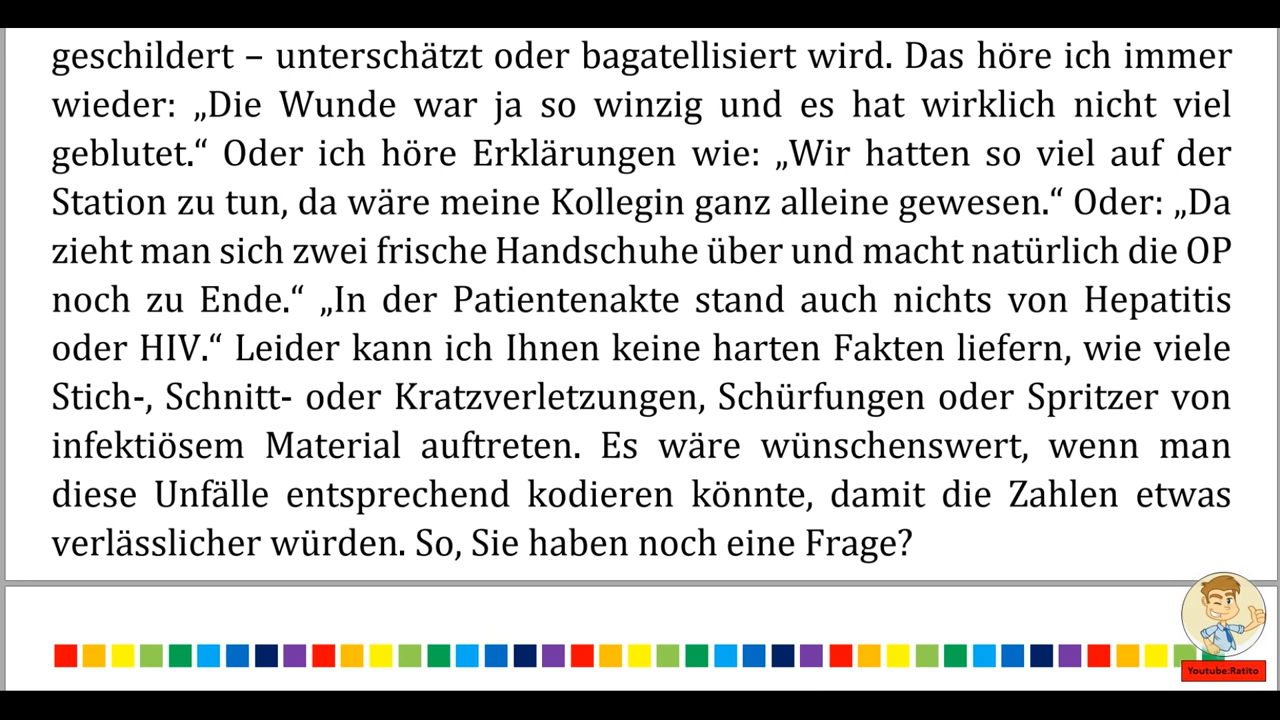 geschildert – unterschätzt oder bagatellisiert wird. Das höre ich immer
wieder: „Die Wunde war ja so winzig und es hat wirklich nicht viel
geblutet.“ Oder ich höre Erklärungen wie: „Wir hatten so viel auf der
Station zu tun, da wäre meine Kollegin ganz alleine gewesen.“ Oder: „Da
zieht man sich zwei frische Handschuhe über und macht natürlich die OP
noch zu Ende.“ „In der Patientenakte stand auch nichts von Hepatitis
oder HIV.“ Leider kann ich Ihnen keine harten Fakten liefern, wie viele
Stich-, Schnitt- oder Kratzverletzungen, Schürfungen oder Spritzer von
infektiösem Material auftreten. Es wäre wünschenswert, wenn man
diese Unfälle entsprechend kodieren könnte, damit die Zahlen etwas
verlässlicher würden. So, Sie haben noch eine Frage?
Youtube:Ratito